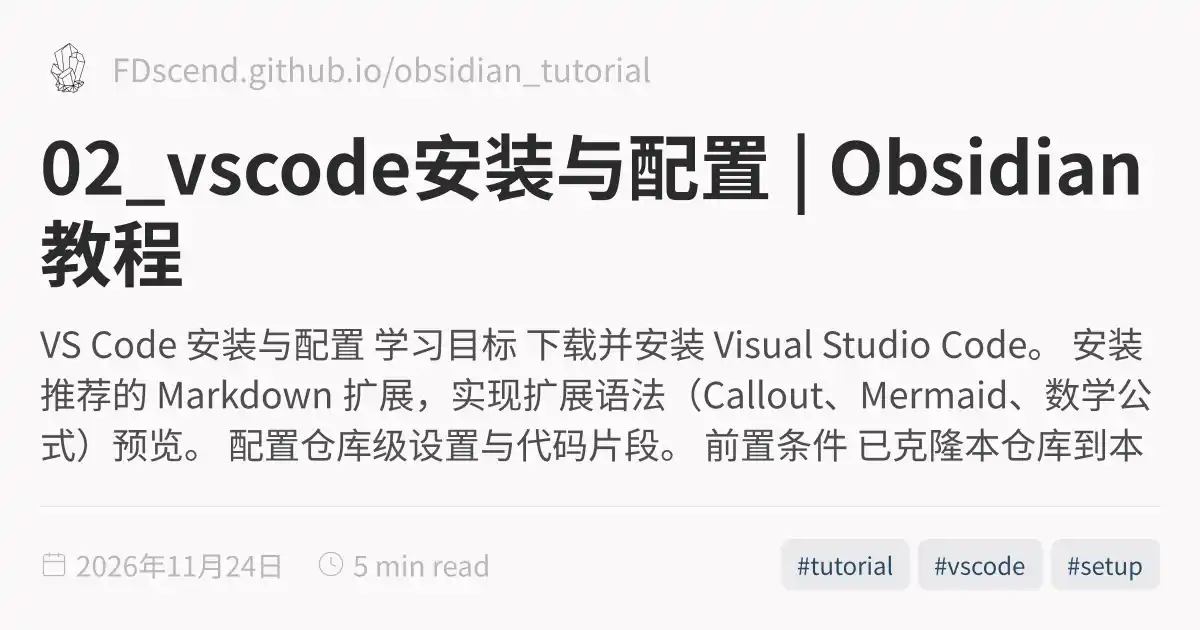 FDscend.github.io/obsidian_tutorial
02_vscode安装与配置 | Obsidian
教程
VS Code 安装与配置 学习目标 下载并安装 Visual Studio Code。 安装
推荐的 Markdown 扩展，实现扩展语法（Callout、Mermaid、数学公
式）预览。 配置仓库级设置与代码片段。 前置条件 已克隆本仓库到本
2026年11月24日 5 min read #tutorial #vscode #setup